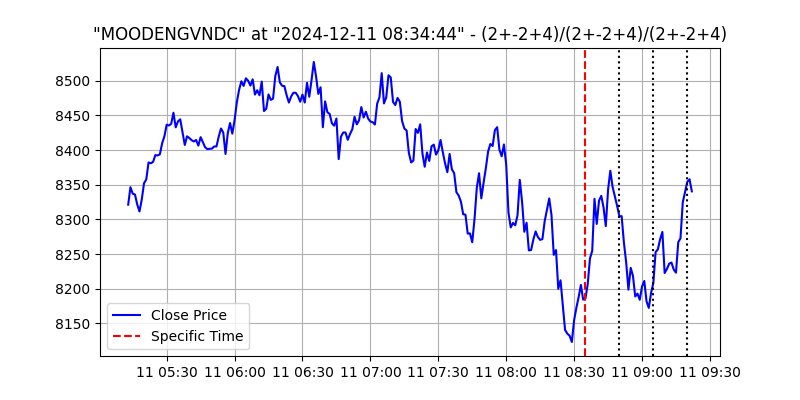 "MOODENGVNDC" at "2024-12-11 08:34:44" - (2+-2+4)/(2+-2+4)/(2+-2+4)
8500
8450
8400
8350
8300
8250
8200
8150
Close Price
Specific Time
11 05:30 11 06:00 11 06:30 11 07:00 11 07:30 11 08:00 11 08:30 11 09:00 11 09:30